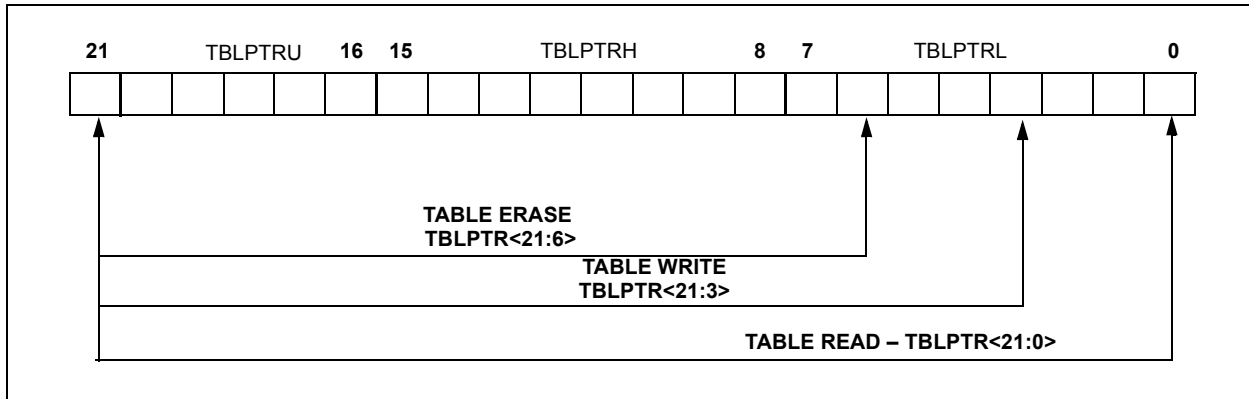 21 TBLPTRU 16 15 TBLPTRH 8 7 TBLPTRL 0
TABLE ERASE
TBLPTR<21:6>
TABLE WRITE
TBLPTR<21:3>
TABLE READ – TBLPTR<21:0>